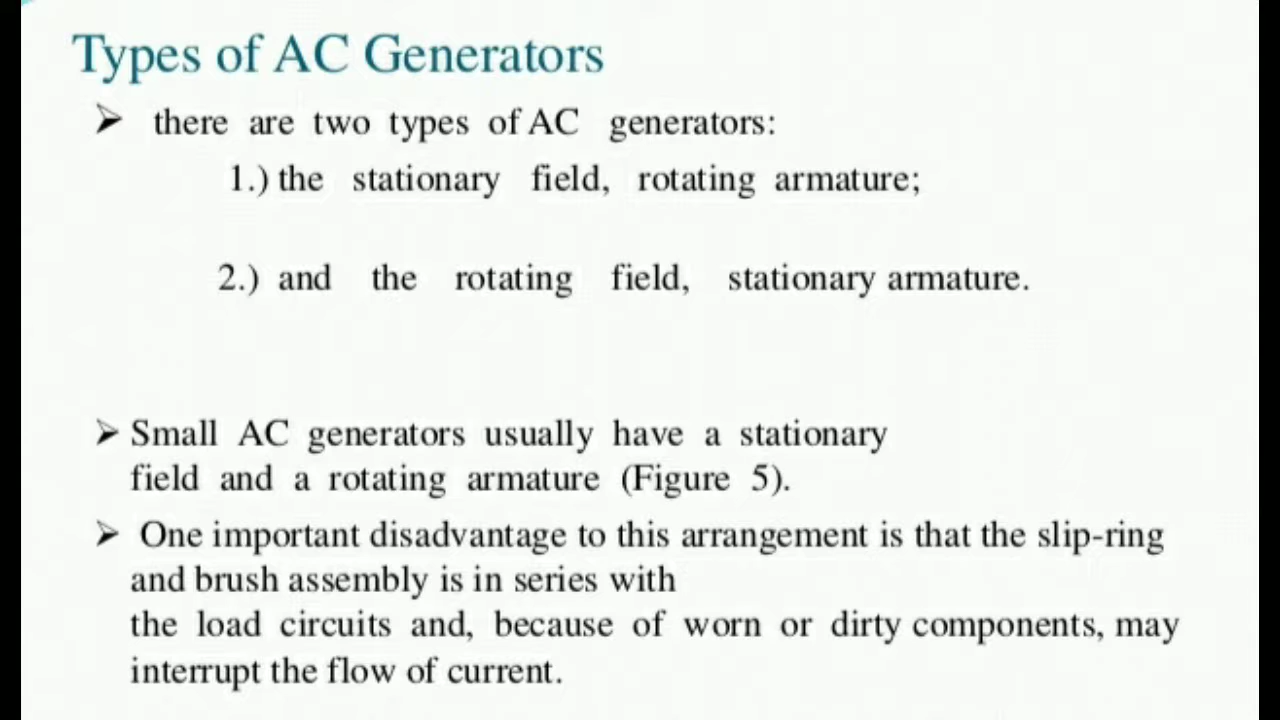 Types of AC Generators
➢ there are two types of AC generators:
1.) the stationary field, rotating armature;
2.) and the rotating field, stationary armature.
➢ Small AC generators usually have a stationary
field and a rotating armature (Figure 5).
➢ One important disadvantage to this arrangement is that the slip-ring
and brush assembly is in series with
the load circuits and, because of worn or dirty components, may
interrupt the flow of current.